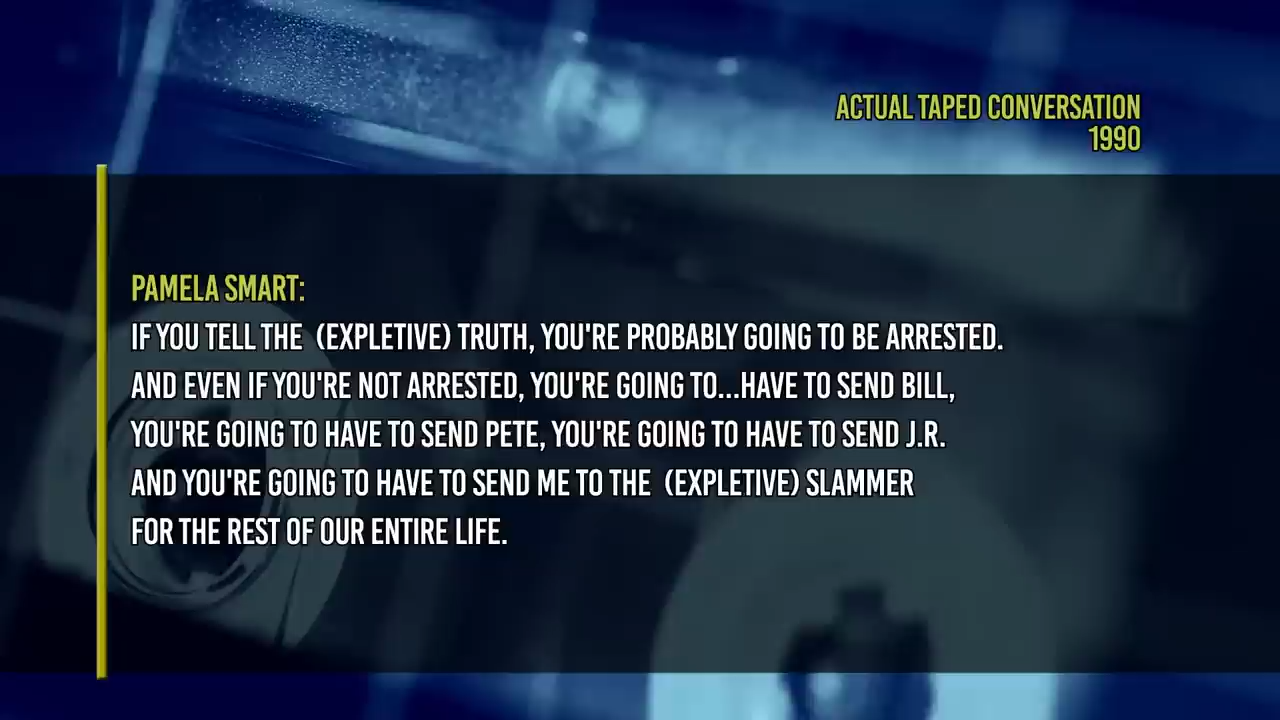 ACTUAL TAPED CONVERSATION
1990
PAMELA SMART:
IF YOU TELL THE (EXPLETIVE) TRUTH, YOU'RE PROBABLY GOING TO BE ARRESTED.
AND EVEN IF YOU'RE NOT ARRESTED, YOU'RE GOING TO...HAVE TO SEND BILL,
YOU'RE GOING TO HAVE TO SEND PETE, YOU'RE GOING TO HAVE TO SEND J.R.
AND YOU'RE GOING TO HAVE TO SEND ME TO THE (EXPLETIVE) SLAMMER
FOR THE REST OF OUR ENTIRE LIFE.